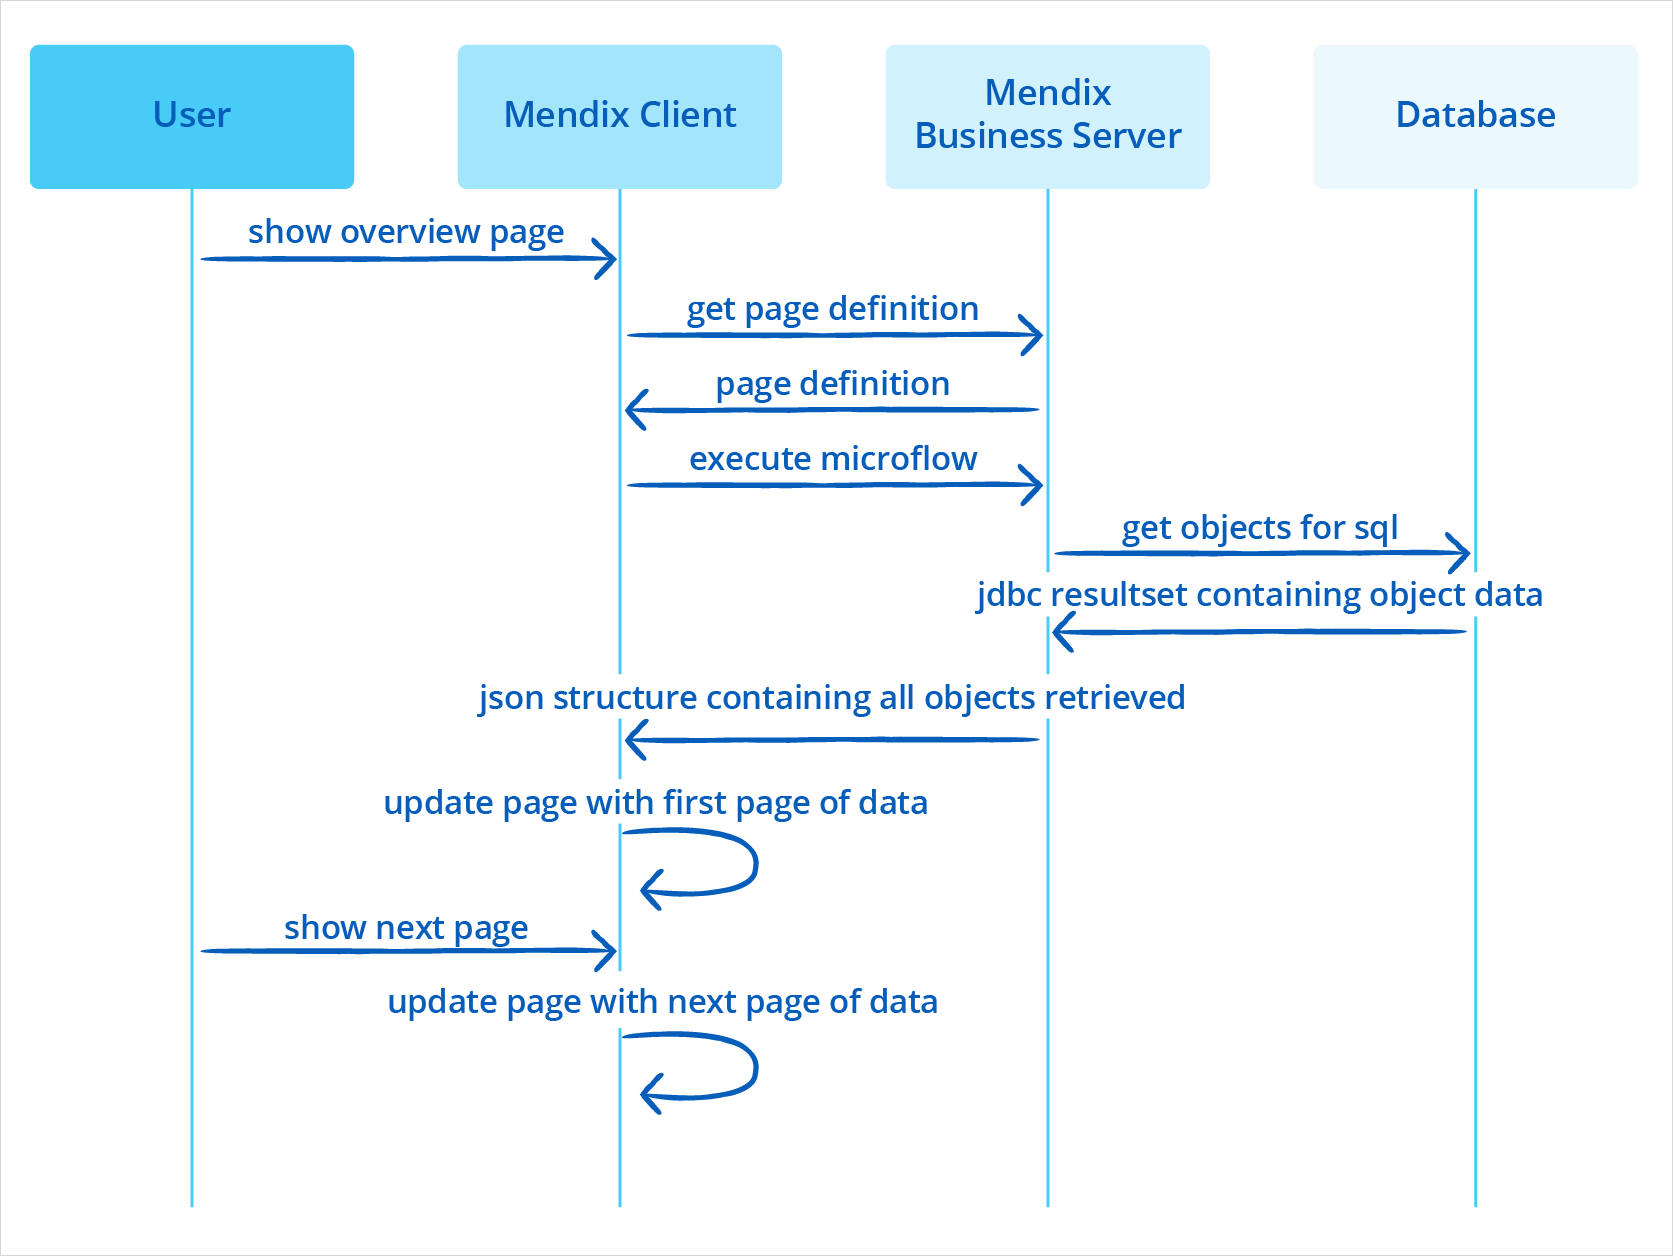 User
Mendix Client
Mendix
Business Server
Database
show overview page
get page definition
page definition
execute microflow
get objects for sql
jdbc resultset containing object data
json structure containing all objects retrieved
update page with first page of data
show next page
update page with next page of data